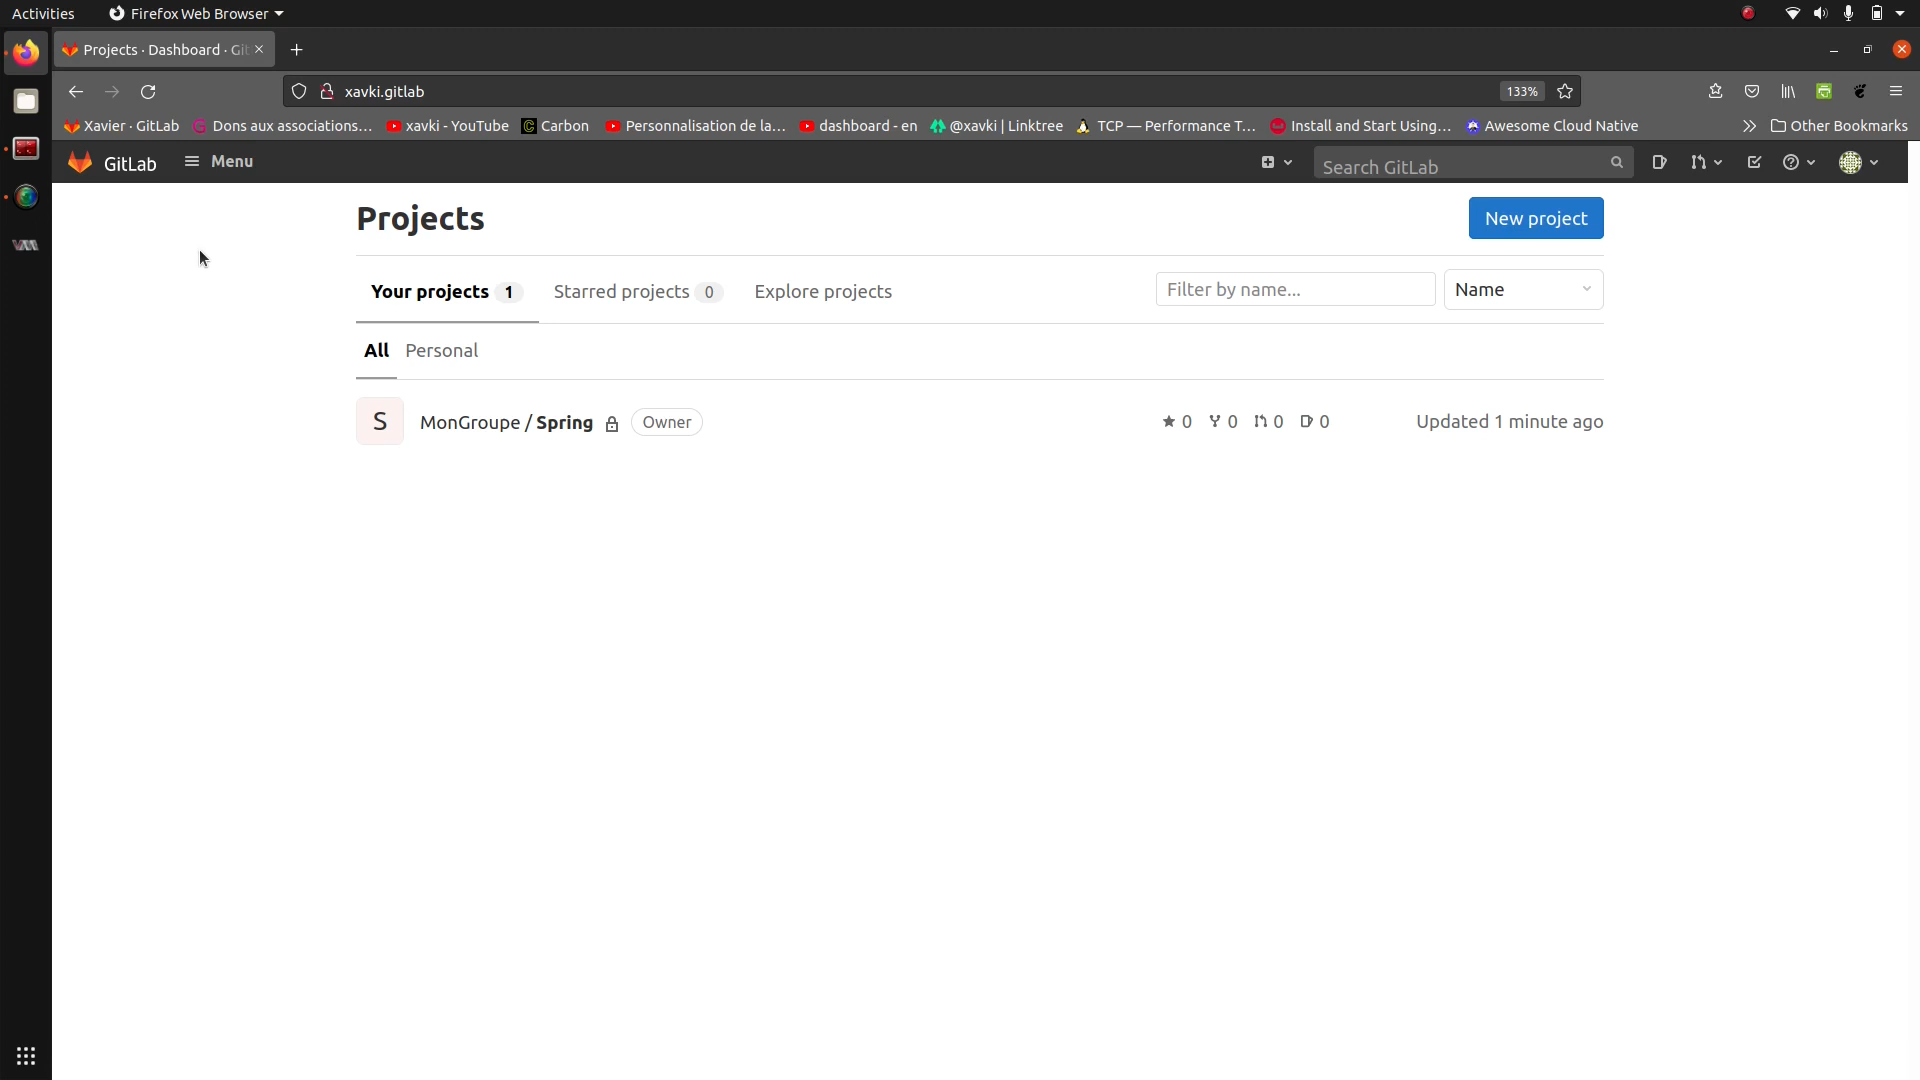 Activities Firefox Web Browser
Projects · Dashboard · Git
xavki.gitlab 133%
Xavier · GitLab Dons aux associations... xavki - YouTube Carbon Personnalisation de la... dashboard - en @xavki | Linktree TCP — Performance T... Install and Start Using... Awesome Cloud Native Other Bookmarks
GitLab Menu Search GitLab
Projects New project
Your projects 1 Starred projects 0 Explore projects Filter by name... Name
All Personal
S MonGroupe / Spring Owner 0 0 0 0 Updated 1 minute ago